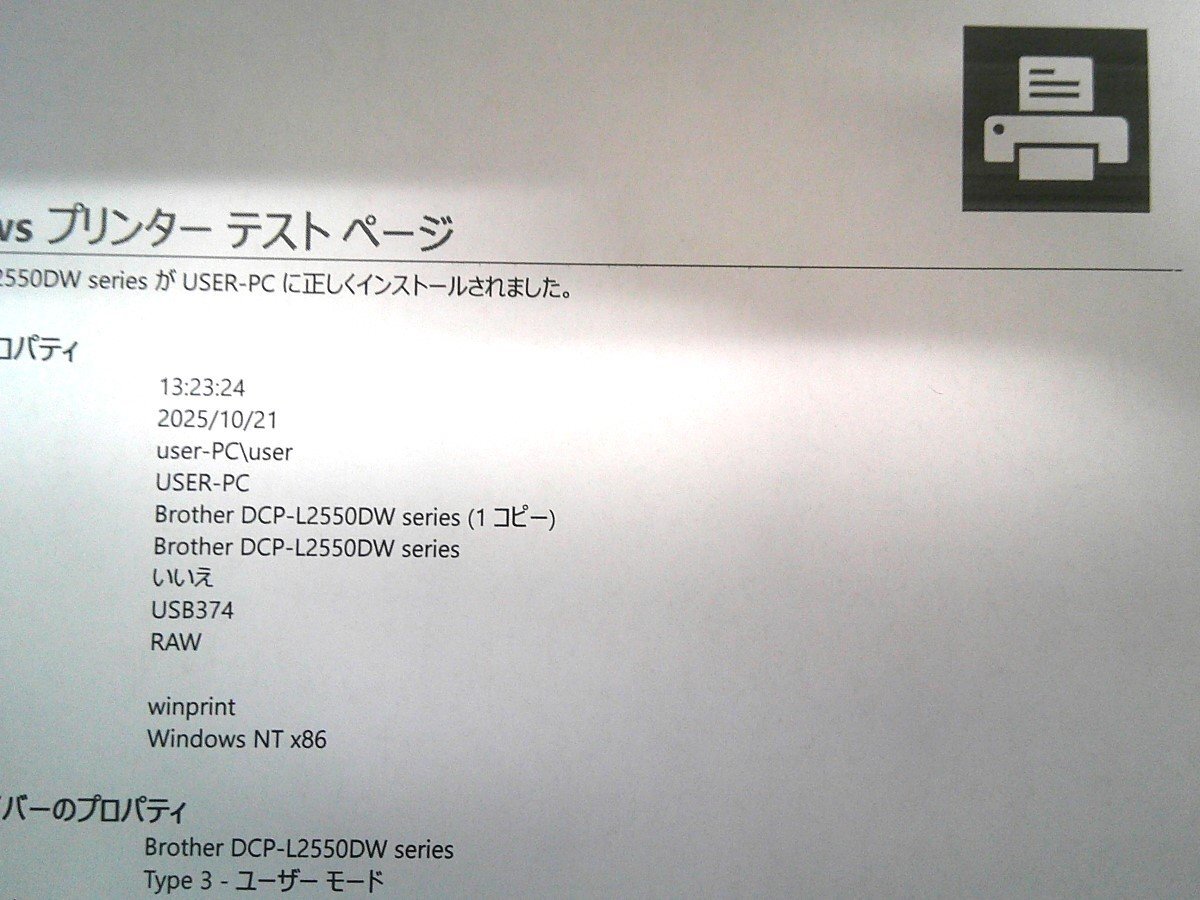 ws プリンター テスト ページ
2550DW series が USER-PC に正しくインストールされました。
ロパティ
13:23:24
2025/10/21
user-PC\user
USER-PC
Brother DCP-L2550DW series (1 コピー)
Brother DCP-L2550DW series
いいえ
USB374
RAW
winprint
Windows NT x86
バーのプロパティ
Brother DCP-L2550DW series
Type 3 - ユーザー モード